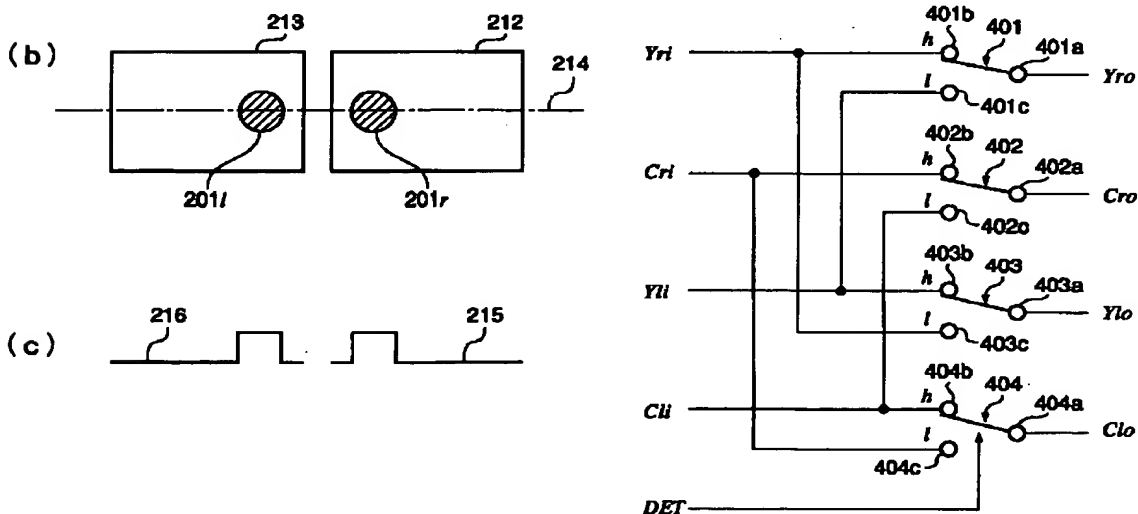 (b)
213
212
214
201l
201r
(c)
216
215
Yri
h
401b
401
401a
Yro
l
401c
Cri
h
402b
402
402a
Cro
l
402c
Yli
h
403b
403
403a
Ylo
l
403c
Cli
h
404b
404
404a
Clo
l
404c
DET